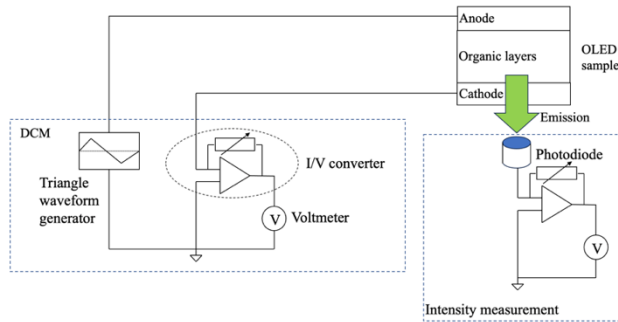 Anode
Organic layers
OLED
sample
Cathode
Emission
DCM
I/V converter
Photodiode
Triangle
waveform
generator
V
Voltmeter
V
Intensity measurement